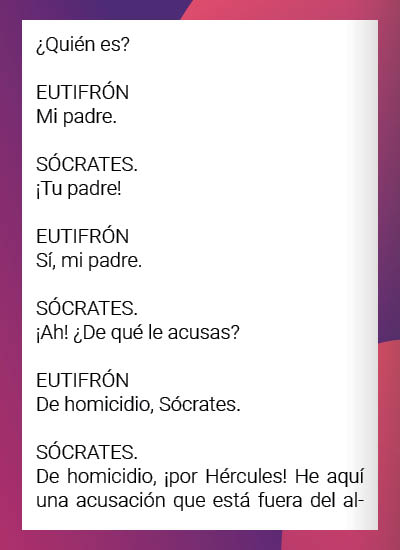 ¿Quién es?
EUTIFRÓN
Mi padre.
SÓCRATES.
¡Tu padre!
EUTIFRÓN
Sí, mi padre.
SÓCRATES.
¡Ah! ¿De qué le acusas?
EUTIFRÓN
De homicidio, Sócrates.
SÓCRATES.
De homicidio, ¡por Hércules! He aquí
una acusación que está fuera del al-